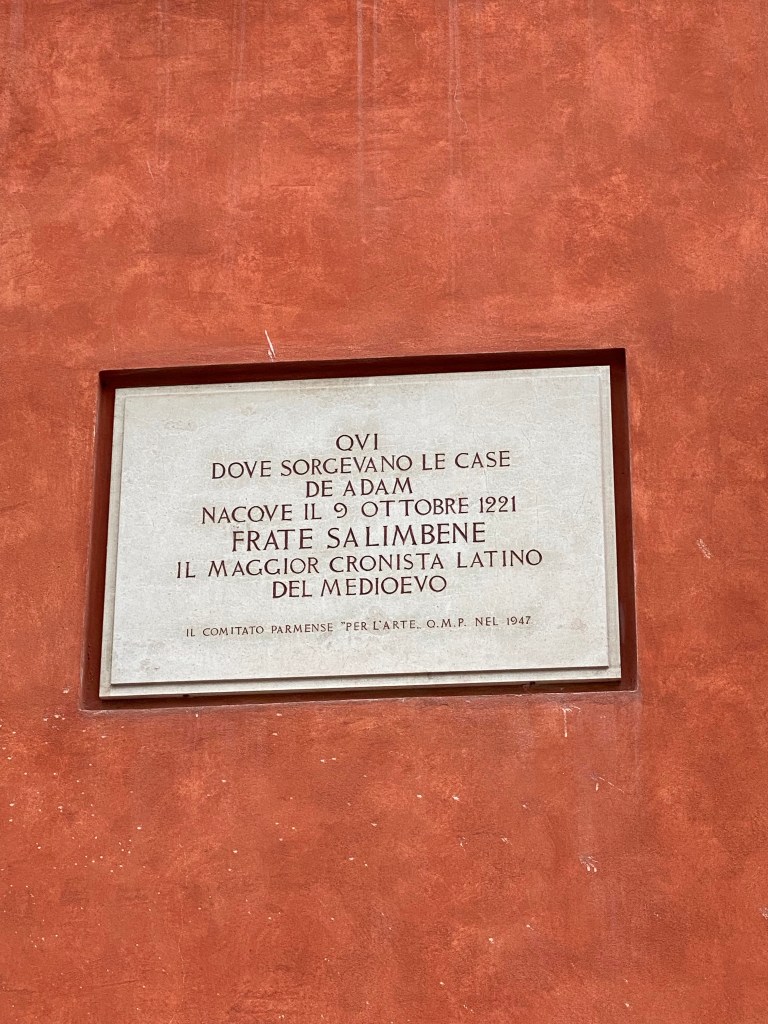 QVI
DOVE SORGEVANO LE CASE
DE ADAM
NACQVE IL 9 OTTOBRE 1221
FRATE SALIMBENE
IL MAGGIOR CRONISTA LATINO
DEL MEDIOEVO
IL COMITATO PARMENSE "PER L'ARTE„ O.M.P. NEL 1947